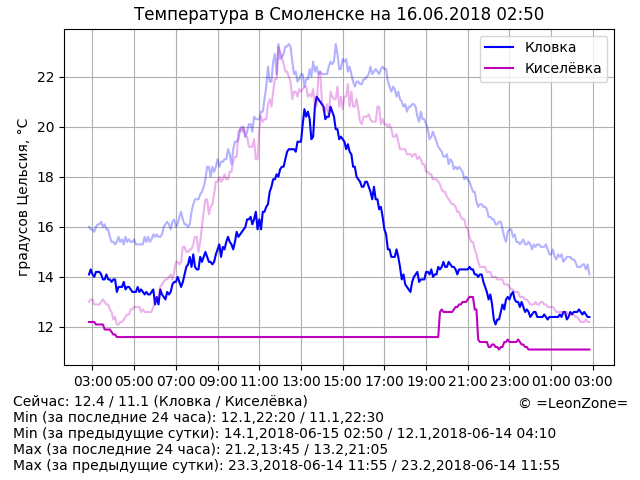 Температура в Смоленске на 16.06.2018 02:50
Кловка
Киселёвка
градусов Цельсия, °C
22
20
18
16
14
12
03:00 05:00 07:00 09:00 11:00 13:00 15:00 17:00 19:00 21:00 23:00 01:00 03:00
Сейчас: 12.4 / 11.1 (Кловка / Киселёвка)
© =LeonZone=
Min (за последние 24 часа): 12.1,22:20 / 11.1,22:30
Min (за предыдущие сутки): 14.1,2018-06-15 02:50 / 12.1,2018-06-14 04:10
Max (за последние 24 часа): 21.2,13:45 / 13.2,21:05
Max (за предыдущие сутки): 23.3,2018-06-14 11:55 / 23.2,2018-06-14 11:55